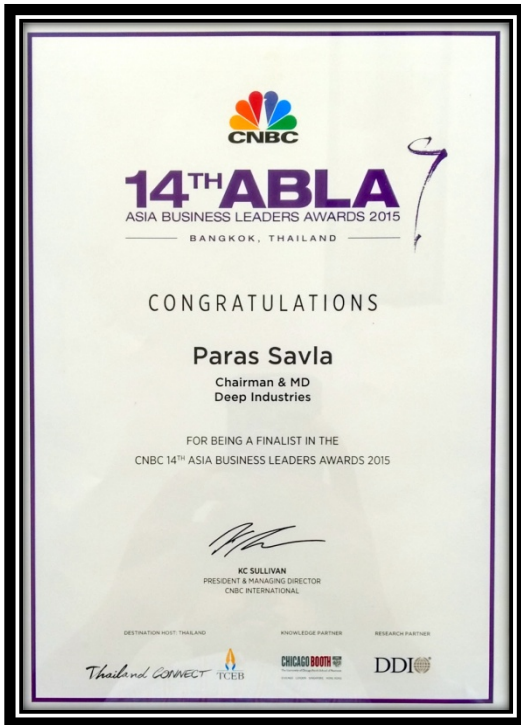 CNBC
14TH ABLA
ASIA BUSINESS LEADERS AWARDS 2015
BANGKOK, THAILAND
CONGRATULATIONS
Paras Savla
Chairman & MD
Deep Industries
FOR BEING A FINALIST IN THE
CNBC 14TH ASIA BUSINESS LEADERS AWARDS 2015
KC SULLIVAN
PRESIDENT & MANAGING DIRECTOR
CNBC INTERNATIONAL
DESTINATION HOST: THAILAND
KNOWLEDGE PARTNER
RESEARCH PARTNER
Thailand CONNECT
TCEB
CHICAGO BOOTH
DDI